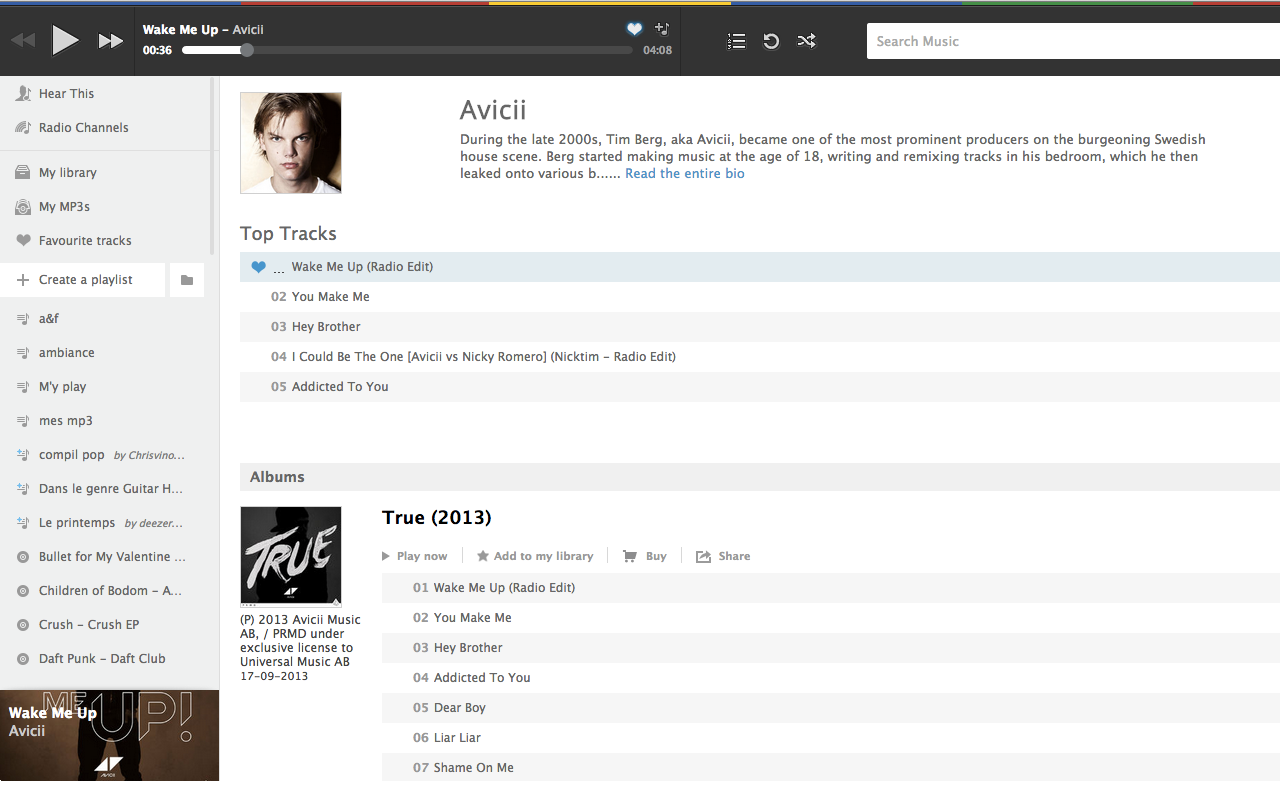 Wake Me Up – Avicii
00:36
04:08
Search Music
Hear This
Radio Channels
My library
My MP3s
Favourite tracks
Create a playlist
a&f
ambiance
M'y play
mes mp3
compil pop by Chrisvino...
Dans le genre Guitar H...
Le printemps by deezer...
Bullet for My Valentine ...
Children of Bodom – A...
Crush – Crush EP
Daft Punk – Daft Club
ME UP!
Wake Me Up
Avicii
AVICII
Avicii
During the late 2000s, Tim Berg, aka Avicii, became one of the most prominent producers on the burgeoning Swedish
house scene. Berg started making music at the age of 18, writing and remixing tracks in his bedroom, which he then
leaked onto various b...... Read the entire bio
Top Tracks
... Wake Me Up (Radio Edit)
02 You Make Me
03 Hey Brother
04 I Could Be The One [Avicii vs Nicky Romero] (Nicktim – Radio Edit)
05 Addicted To You
Albums
TRUE
(P) 2013 Avicii Music
AB, / PRMD under
exclusive license to
Universal Music AB
17-09-2013
True (2013)
Play now
Add to my library
Buy
Share
01 Wake Me Up (Radio Edit)
02 You Make Me
03 Hey Brother
04 Addicted To You
05 Dear Boy
06 Liar Liar
07 Shame On Me